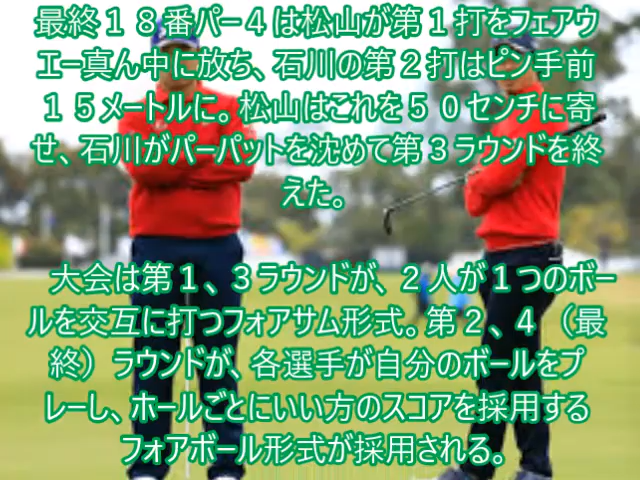 最終１８番パー４は松山が第１打をフェアウ
エー真ん中に放ち、石川の第２打はピン手前
１５メートルに。松山はこれを５０センチに寄
せ、石川がパーパットを沈めて第３ラウンドを終
えた。
大会は第１、３ラウンドが、２人が１つのボー
ルを交互に打つフォアサム形式。第２、４（最
終）ラウンドが、各選手が自分のボールをプ
レーし、ホールごとにいい方のスコアを採用する
フォアボール形式が採用される。